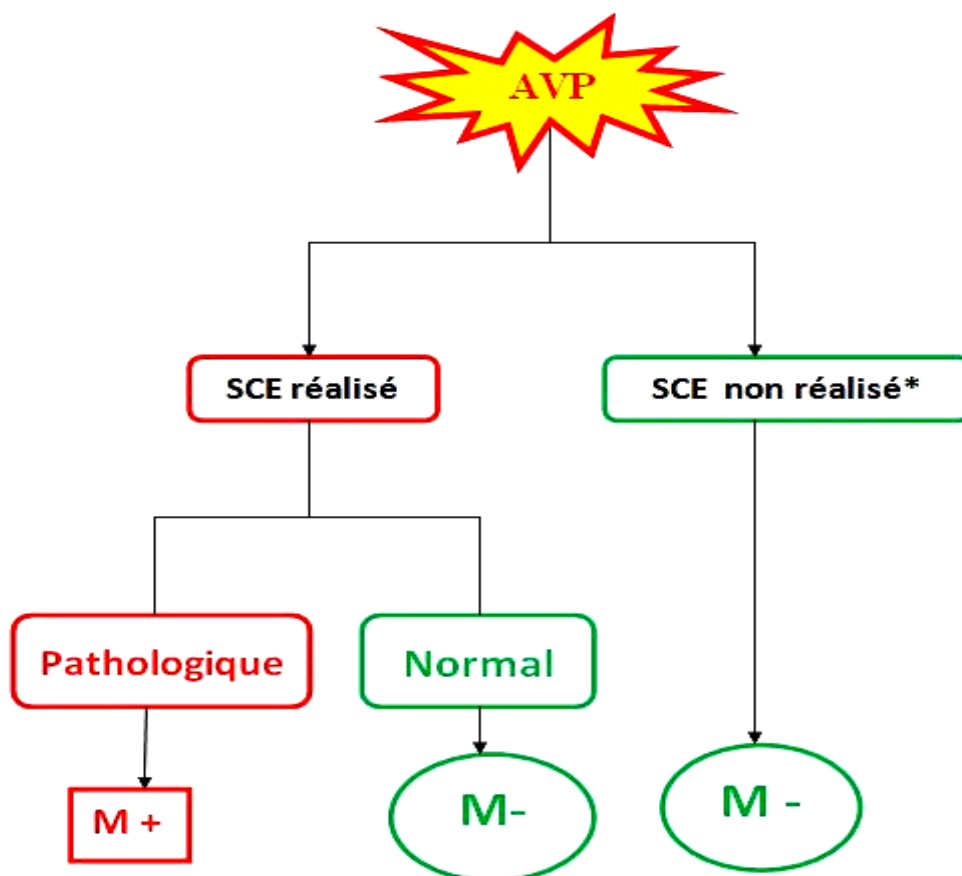 AVP
SCE réalisé
SCE non réalisé*
Pathologique
Normal
M +
M-
M -